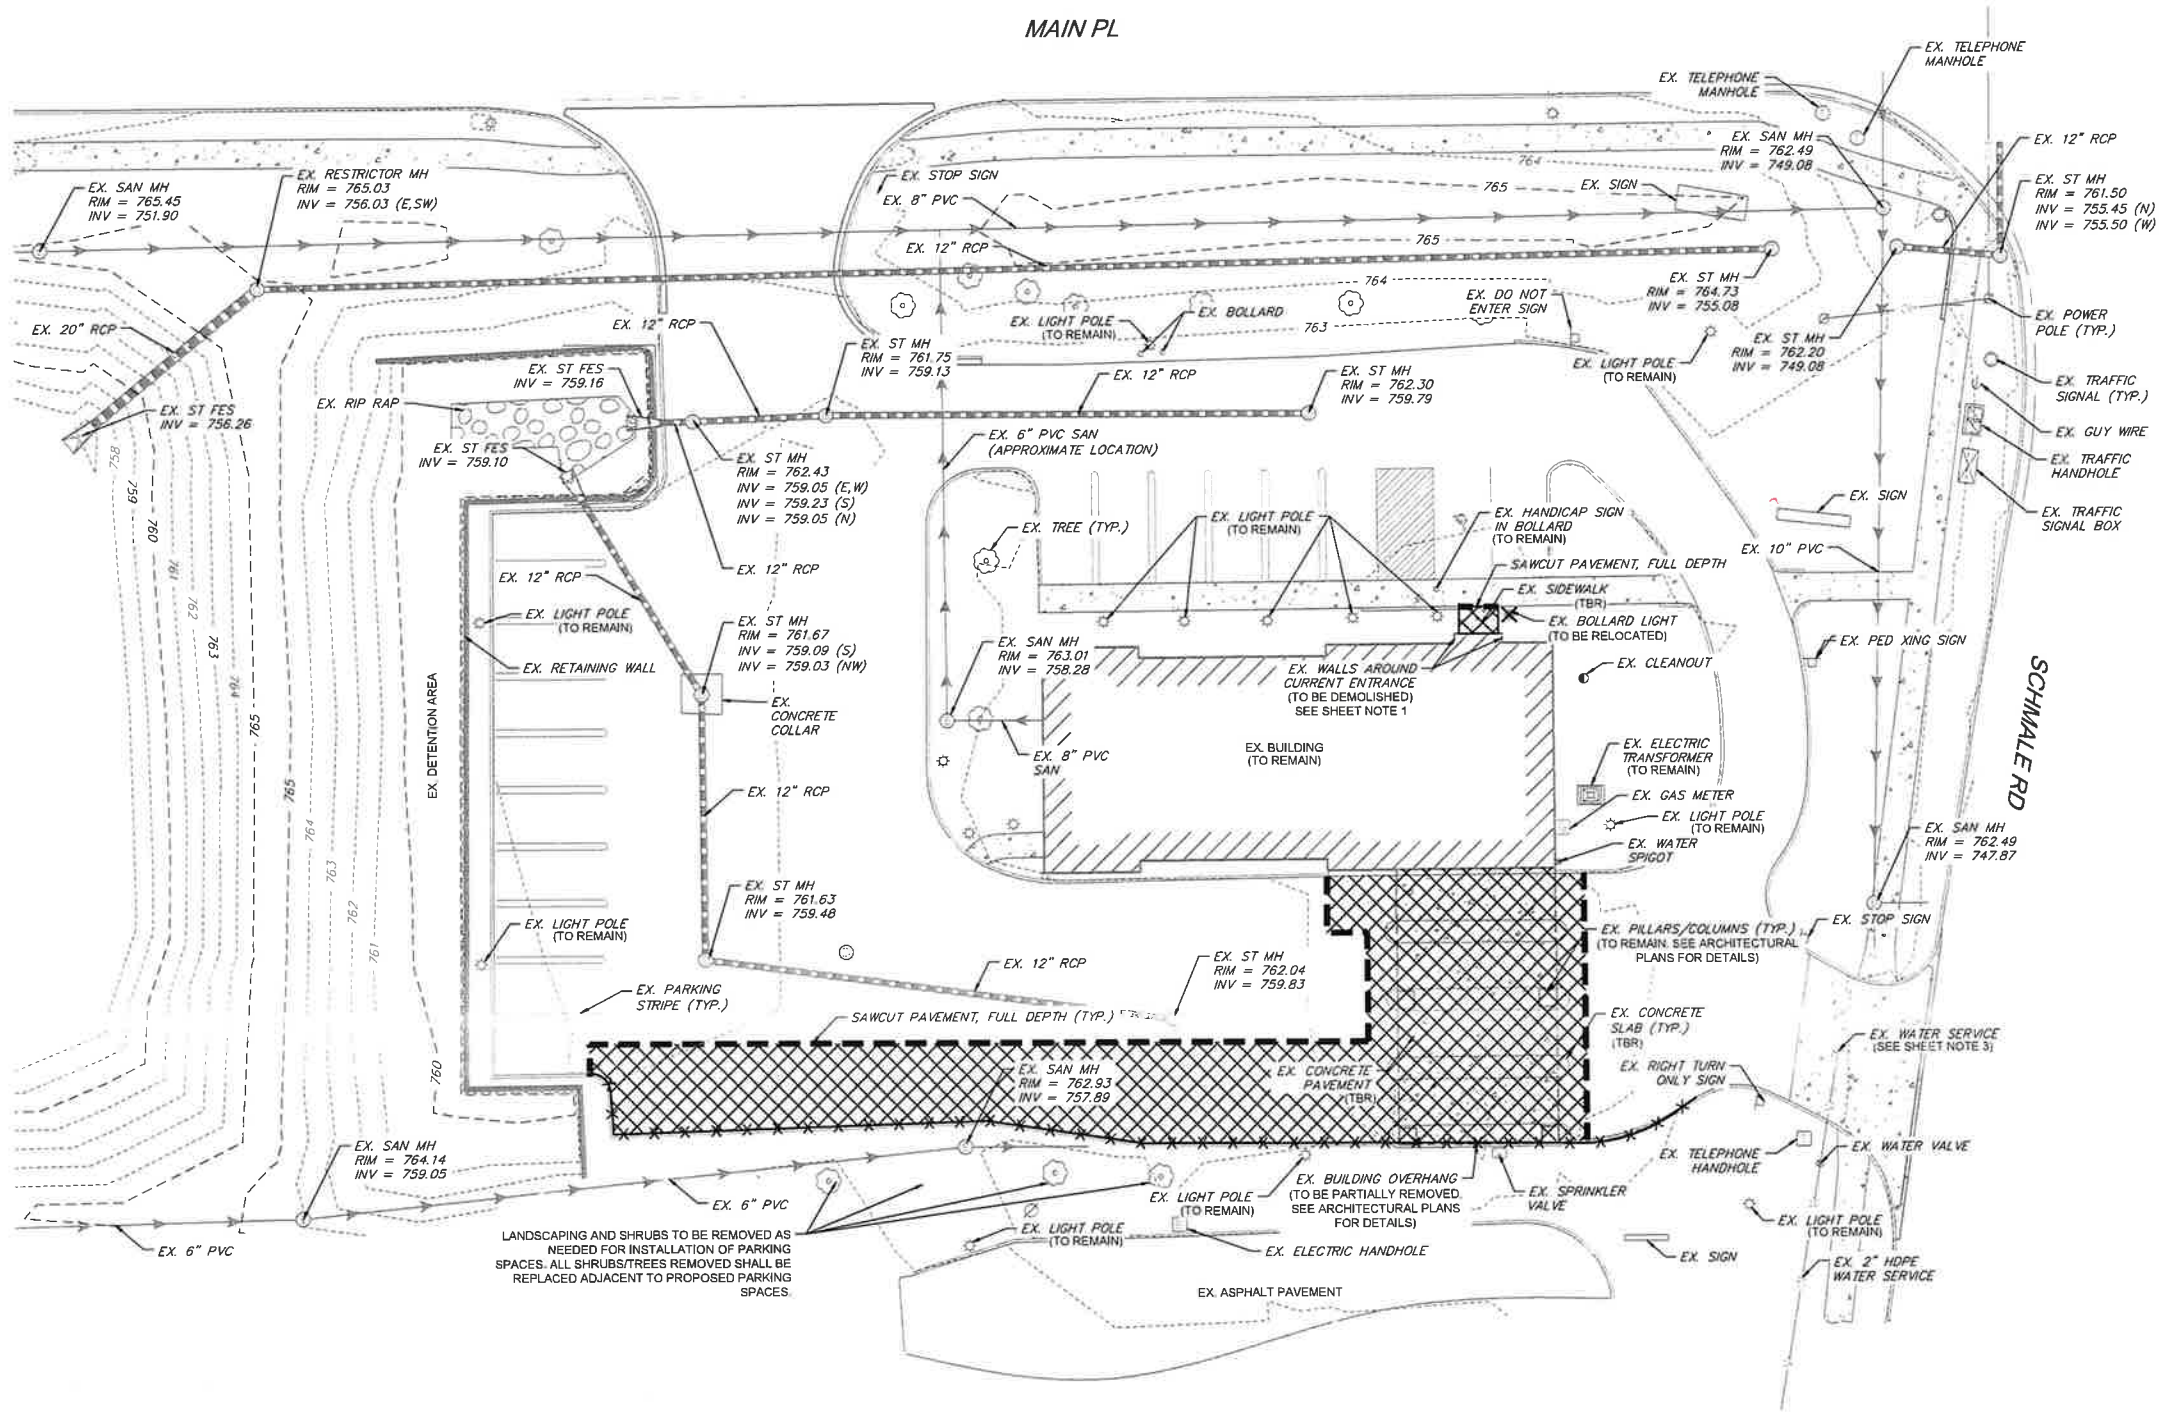 MAIN PL
EX. TELEPHONE
MANHOLE
EX. TELEPHONE
MANHOLE
EX. SAN MH
RIM = 762.49
INV = 749.08
EX. 12" RCP
EX. ST MH
RIM = 761.50
INV = 755.45 (N)
INV = 755.50 (W)
EX. SAN MH
RIM = 765.45
INV = 751.90
EX. RESTRICTOR MH
RIM = 765.03
INV = 756.03 (E,SW)
EX. STOP SIGN
EX. 8" PVC
EX. 12" RCP
764
765
EX. SIGN
765
764
763
EX. LIGHT POLE
(TO REMAIN)
EX. BOLLARD
EX. DO NOT
ENTER SIGN
EX. ST MH
RIM = 764.73
INV = 755.08
EX. POWER
POLE (TYP.)
EX. 20" RCP
EX. 12" RCP
EX. ST MH
RIM = 761.75
INV = 759.13
EX. ST MH
RIM = 762.20
INV = 749.08
EX. LIGHT POLE
(TO REMAIN)
EX. ST FES
INV = 759.16
EX. 12" RCP
EX. ST MH
RIM = 762.30
INV = 759.79
EX. TRAFFIC
SIGNAL (TYP.)
EX. RIP RAP
EX. ST FES
INV = 756.26
EX. GUY WIRE
EX. 6" PVC SAN
(APPROXIMATE LOCATION)
EX. ST FES
INV = 759.10
EX. ST MH
RIM = 762.43
INV = 759.05 (E,W)
INV = 759.23 (S)
INV = 759.05 (N)
EX. TRAFFIC
HANDHOLE
758
759
760
761
762
763
764
765
765
764
763
762
761
760
EX. SIGN
EX. TRAFFIC
SIGNAL BOX
EX. TREE (TYP.)
EX. LIGHT POLE
(TO REMAIN)
EX. HANDICAP SIGN
IN BOLLARD
(TO REMAIN)
EX. 10" PVC
SAWCUT PAVEMENT, FULL DEPTH
EX. 12" RCP
EX. 12" RCP
EX. SIDEWALK
(TBR)
EX. LIGHT POLE
(TO REMAIN)
EX. ST MH
RIM = 761.67
INV = 759.09 (S)
INV = 759.03 (NW)
EX. BOLLARD LIGHT
(TO BE RELOCATED)
EX. PED XING SIGN
EX. SAN MH
RIM = 763.01
INV = 758.28
EX. WALLS AROUND
CURRENT ENTRANCE
(TO BE DEMOLISHED)
SEE SHEET NOTE 1
EX. CLEANOUT
EX. RETAINING WALL
EX. DETENTION AREA
EX.
CONCRETE
COLLAR
SCHMALE RD
EX. 8" PVC
SAN
EX. BUILDING
(TO REMAIN)
EX. ELECTRIC
TRANSFORMER
(TO REMAIN)
EX. 12" RCP
EX. GAS METER
EX. LIGHT POLE
(TO REMAIN)
EX. WATER
SPIGOT
EX. SAN MH
RIM = 762.49
INV = 747.87
EX. ST MH
RIM = 761.63
INV = 759.48
EX. LIGHT POLE
(TO REMAIN)
EX. STOP SIGN
EX. PILLARS/COLUMNS (TYP.)
(TO REMAIN. SEE ARCHITECTURAL
PLANS FOR DETAILS)
EX. 12" RCP
EX. ST MH
RIM = 762.04
INV = 759.83
EX. PARKING
STRIPE (TYP.)
SAWCUT PAVEMENT, FULL DEPTH (TYP.)
EX. CONCRETE
SLAB (TYP.)
(TBR)
EX. WATER SERVICE
(SEE SHEET NOTE 3)
EX. SAN MH
RIM = 762.93
INV = 757.89
EX. CONCRETE
PAVEMENT
(TBR)
EX. RIGHT TURN
ONLY SIGN
EX. SAN MH
RIM = 764.14
INV = 759.05
EX. TELEPHONE
HANDHOLE
EX. WATER VALVE
EX. 6" PVC
EX. LIGHT POLE
(TO REMAIN)
EX. BUILDING OVERHANG
(TO BE PARTIALLY REMOVED.
SEE ARCHITECTURAL PLANS
FOR DETAILS)
EX. SPRINKLER
VALVE
EX. LIGHT POLE
(TO REMAIN)
EX. LIGHT POLE
(TO REMAIN)
EX. 6" PVC
LANDSCAPING AND SHRUBS TO BE REMOVED AS
NEEDED FOR INSTALLATION OF PARKING
SPACES. ALL SHRUBS/TREES REMOVED SHALL BE
REPLACED ADJACENT TO PROPOSED PARKING
SPACES.
EX. ELECTRIC HANDHOLE
EX. SIGN
EX. 2" HDPE
WATER SERVICE
EX. ASPHALT PAVEMENT